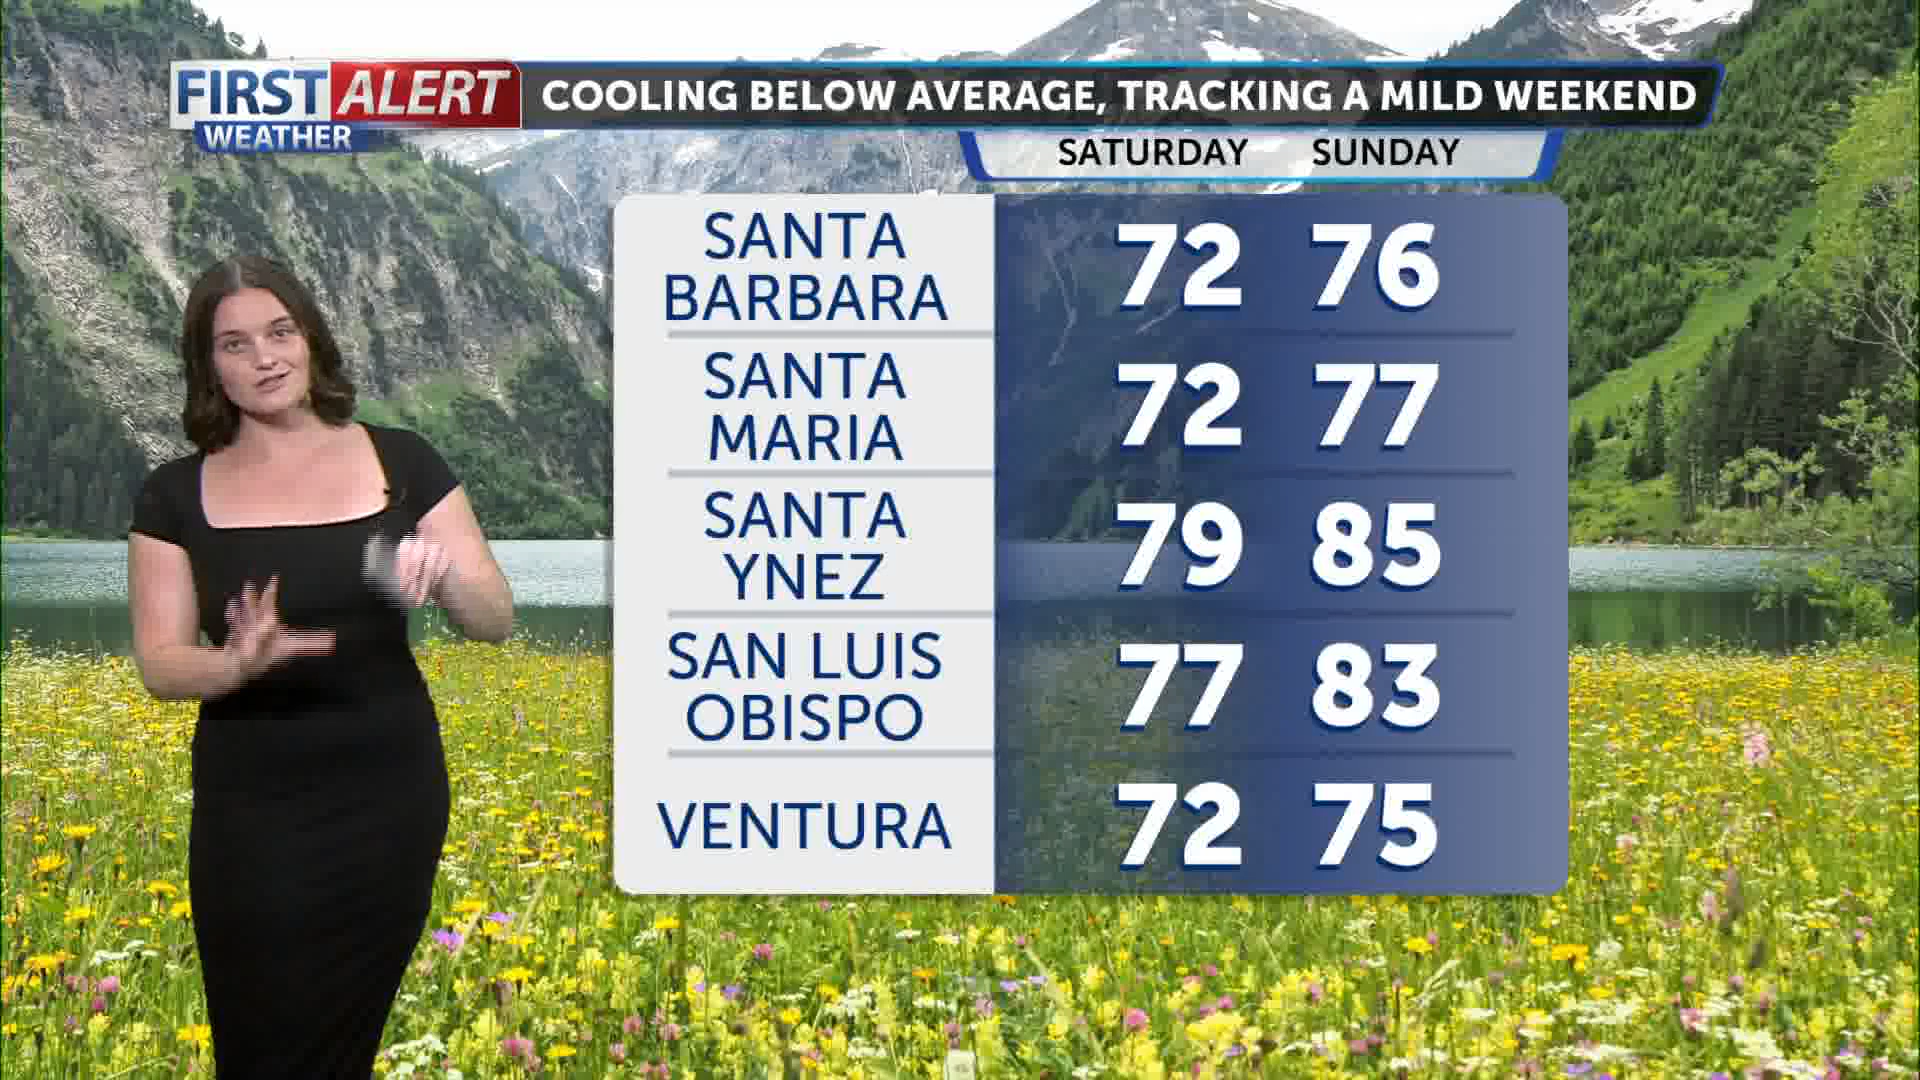 FIRST ALERT
WEATHER
COOLING BELOW AVERAGE, TRACKING A MILD WEEKEND
SATURDAY SUNDAY
SANTA
BARBARA
72 76
SANTA
MARIA
72 77
SANTA
YNEZ
79 85
SAN LUIS
OBISPO
77 83
VENTURA
72 75